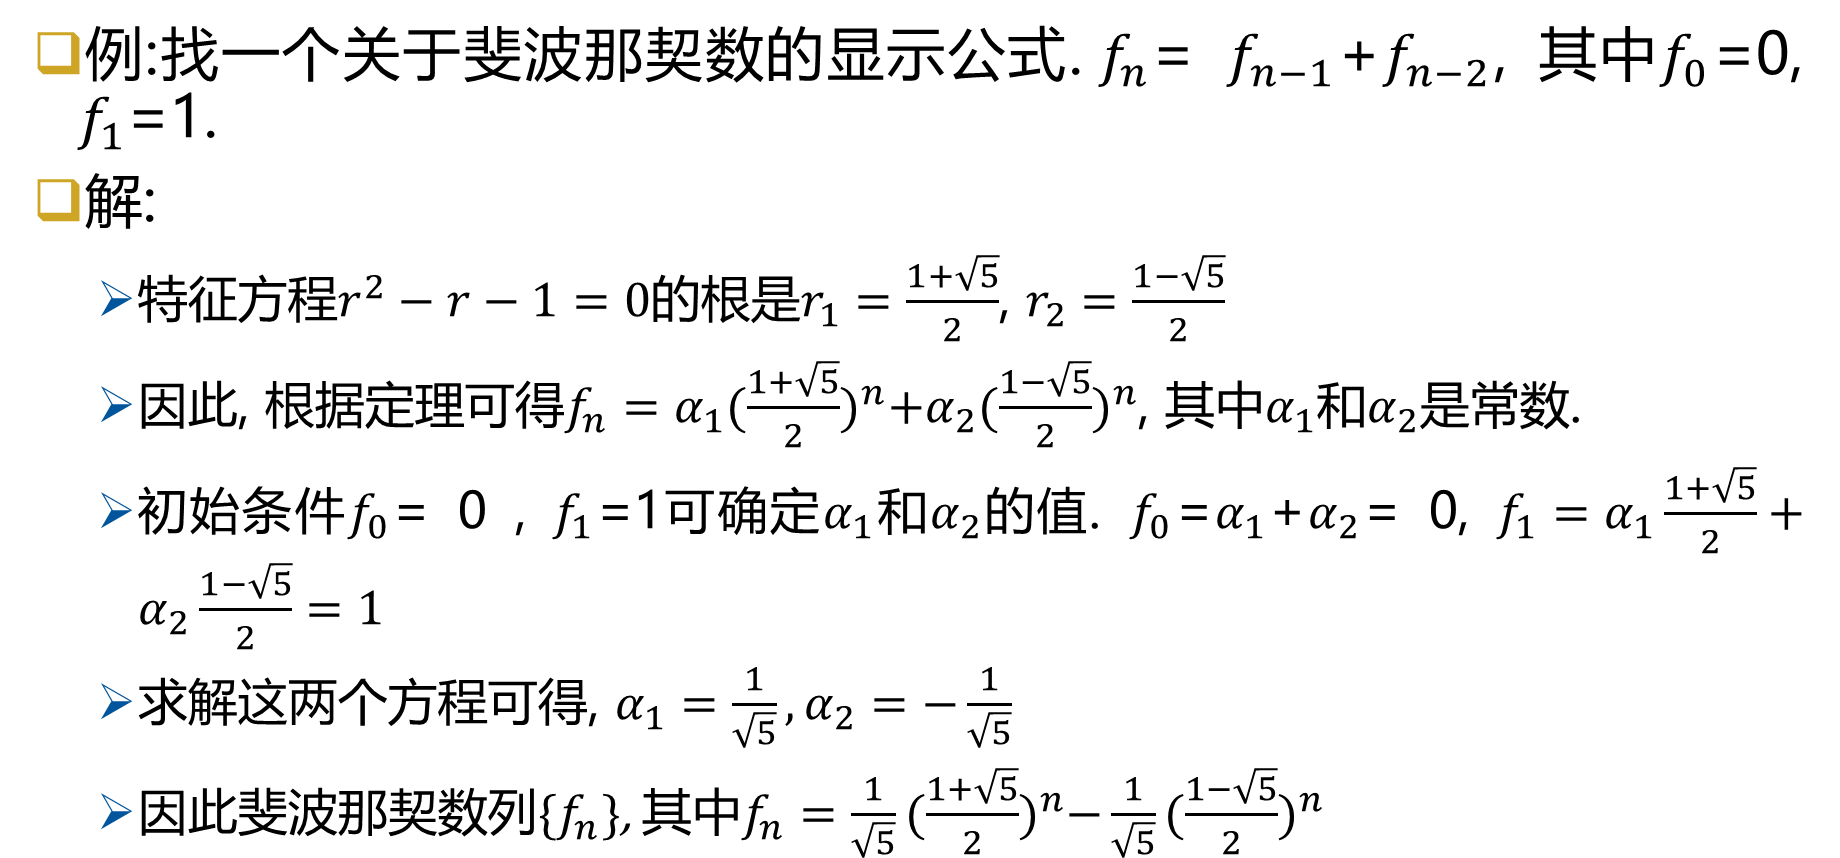 ❑例:找一个关于斐波那契数的显示公式. fₙ = fₙ₋₁ + fₙ₋₂, 其中f₀ =0,
f₁ =1.
❑解:
➢特征方程r² − r − 1 = 0的根是r₁ = (1+√5)/2, r₂ = (1−√5)/2
➢因此, 根据定理可得fₙ = α₁((1+√5)/2)ⁿ+α₂((1−√5)/2)ⁿ, 其中α₁和α₂是常数.
➢初始条件f₀ = 0 , f₁ =1可确定α₁和α₂的值. f₀ =α₁+α₂ = 0, f₁ = α₁ (1+√5)/2 +
α₂ (1−√5)/2 = 1
➢求解这两个方程可得, α₁ = 1/√5, α₂ = − 1/√5
➢因此斐波那契数列{fₙ}, 其中fₙ = 1/√5 ((1+√5)/2)ⁿ− 1/√5 ((1−√5)/2)ⁿ